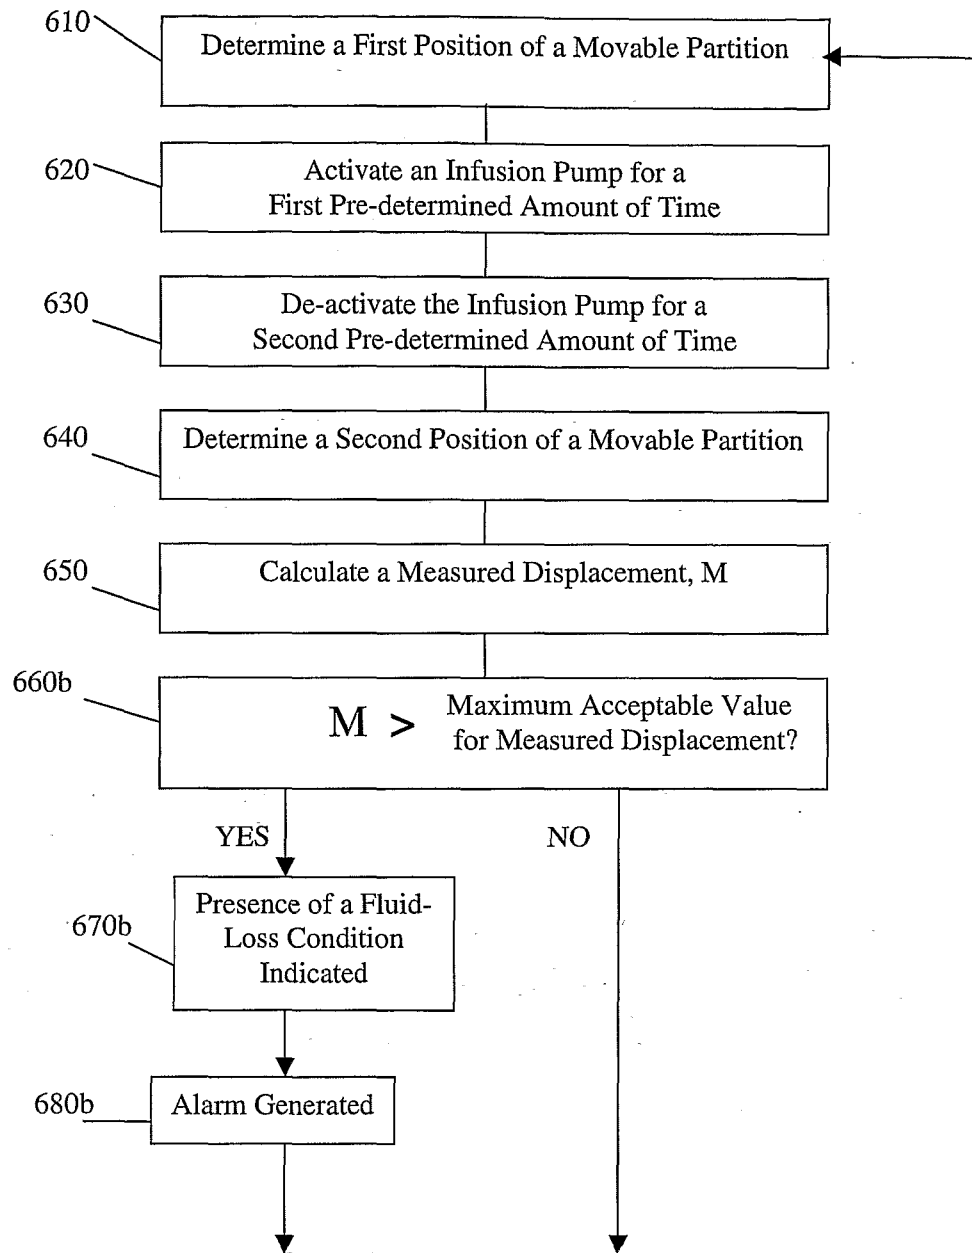 610
Determine a First Position of a Movable Partition
620
Activate an Infusion Pump for a
First Pre-determined Amount of Time
630
De-activate the Infusion Pump for a
Second Pre-determined Amount of Time
640
Determine a Second Position of a Movable Partition
650
Calculate a Measured Displacement, M
660b
M > Maximum Acceptable Value
for Measured Displacement?
YES
NO
670b
Presence of a Fluid-
Loss Condition
Indicated
680b
Alarm Generated